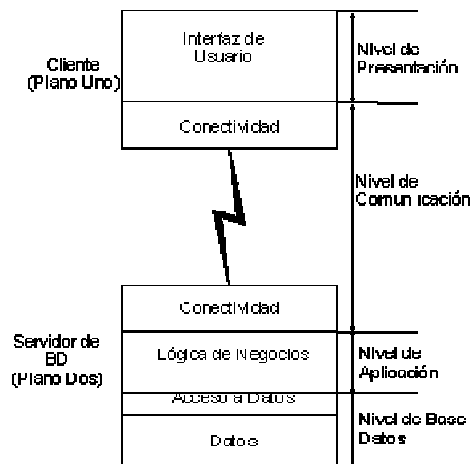 Cliente
(Plano Uno)
Interfaz de
Usuario
Nivel de
Presentación
Conectividad
Nivel de
Comunicación
Conectividad
Servidor de
BD
(Plano Dos)
Lógica de Negocios
Nivel de
Aplicación
Acceso a Datos
Datos
Nivel de Base
Datos